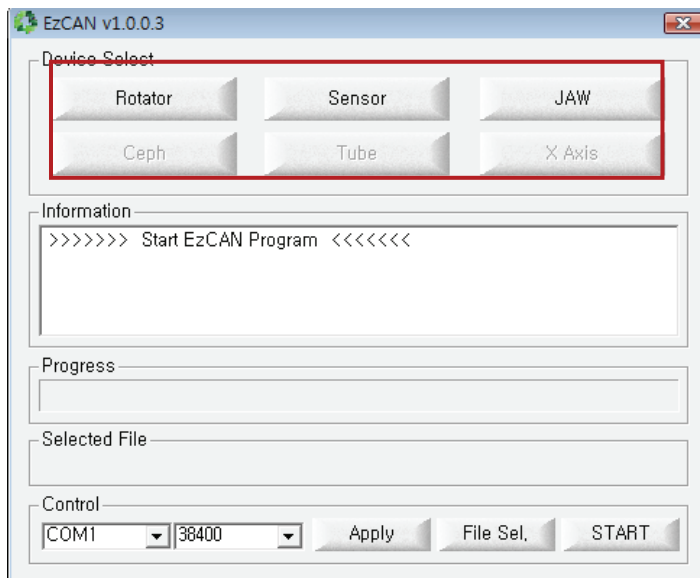 EzCAN v1.0.0.3
Device Select
Rotator Sensor JAW
Ceph Tube X Axis
Information
>>>>>>> Start EzCAN Program <<<<<<<
Progress
Selected File
Control
COM1 38400 Apply File Sel. START